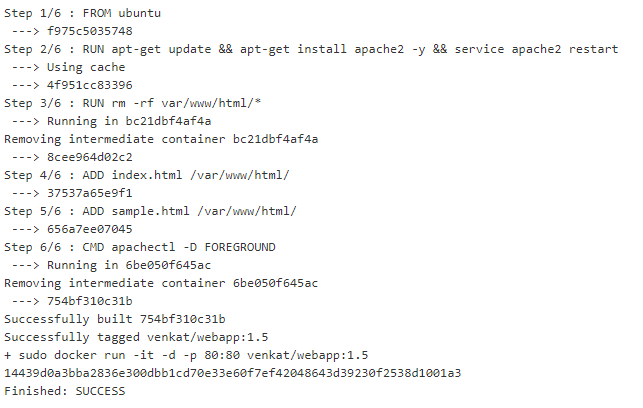 Step 1/6 : FROM ubuntu
---> f975c5035748
Step 2/6 : RUN apt-get update && apt-get install apache2 -y && service apache2 restart
---> Using cache
---> 4f951cc83396
Step 3/6 : RUN rm -rf var/www/html/*
---> Running in bc21dbf4af4a
Removing intermediate container bc21dbf4af4a
---> 8cee964d02c2
Step 4/6 : ADD index.html /var/www/html/
---> 37537a65e9f1
Step 5/6 : ADD sample.html /var/www/html/
---> 656a7ee07045
Step 6/6 : CMD apachectl -D FOREGROUND
---> Running in 6be050f645ac
Removing intermediate container 6be050f645ac
---> 754bf310c31b
Successfully built 754bf310c31b
Successfully tagged venkat/webapp:1.5
+ sudo docker run -it -d -p 80:80 venkat/webapp:1.5
14439d0a3bba2836e300dbb1cd70e33e60f7ef42048643d39230f2538d1001a3
Finished: SUCCESS